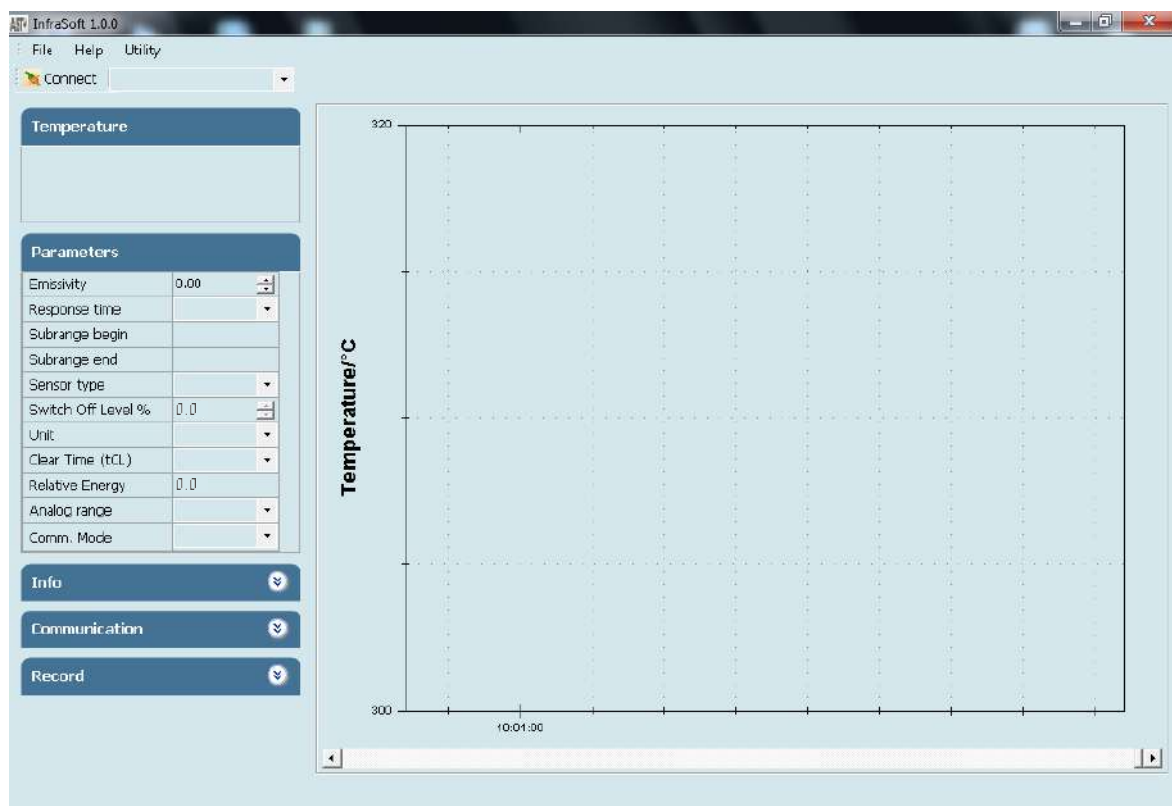 AST InfraSoft 1.0.0
File Help Utility
Connect
Temperature
Parameters
Emissivity 0.00
Response time
Subrange begin
Subrange end
Sensor type
Switch Off Level % 0.0
Unit
Clear Time (tCL)
Relative Energy 0.0
Analog range
Comm. Mode
Info
Communication
Record
320
Temperature/°C
300
10:01:00